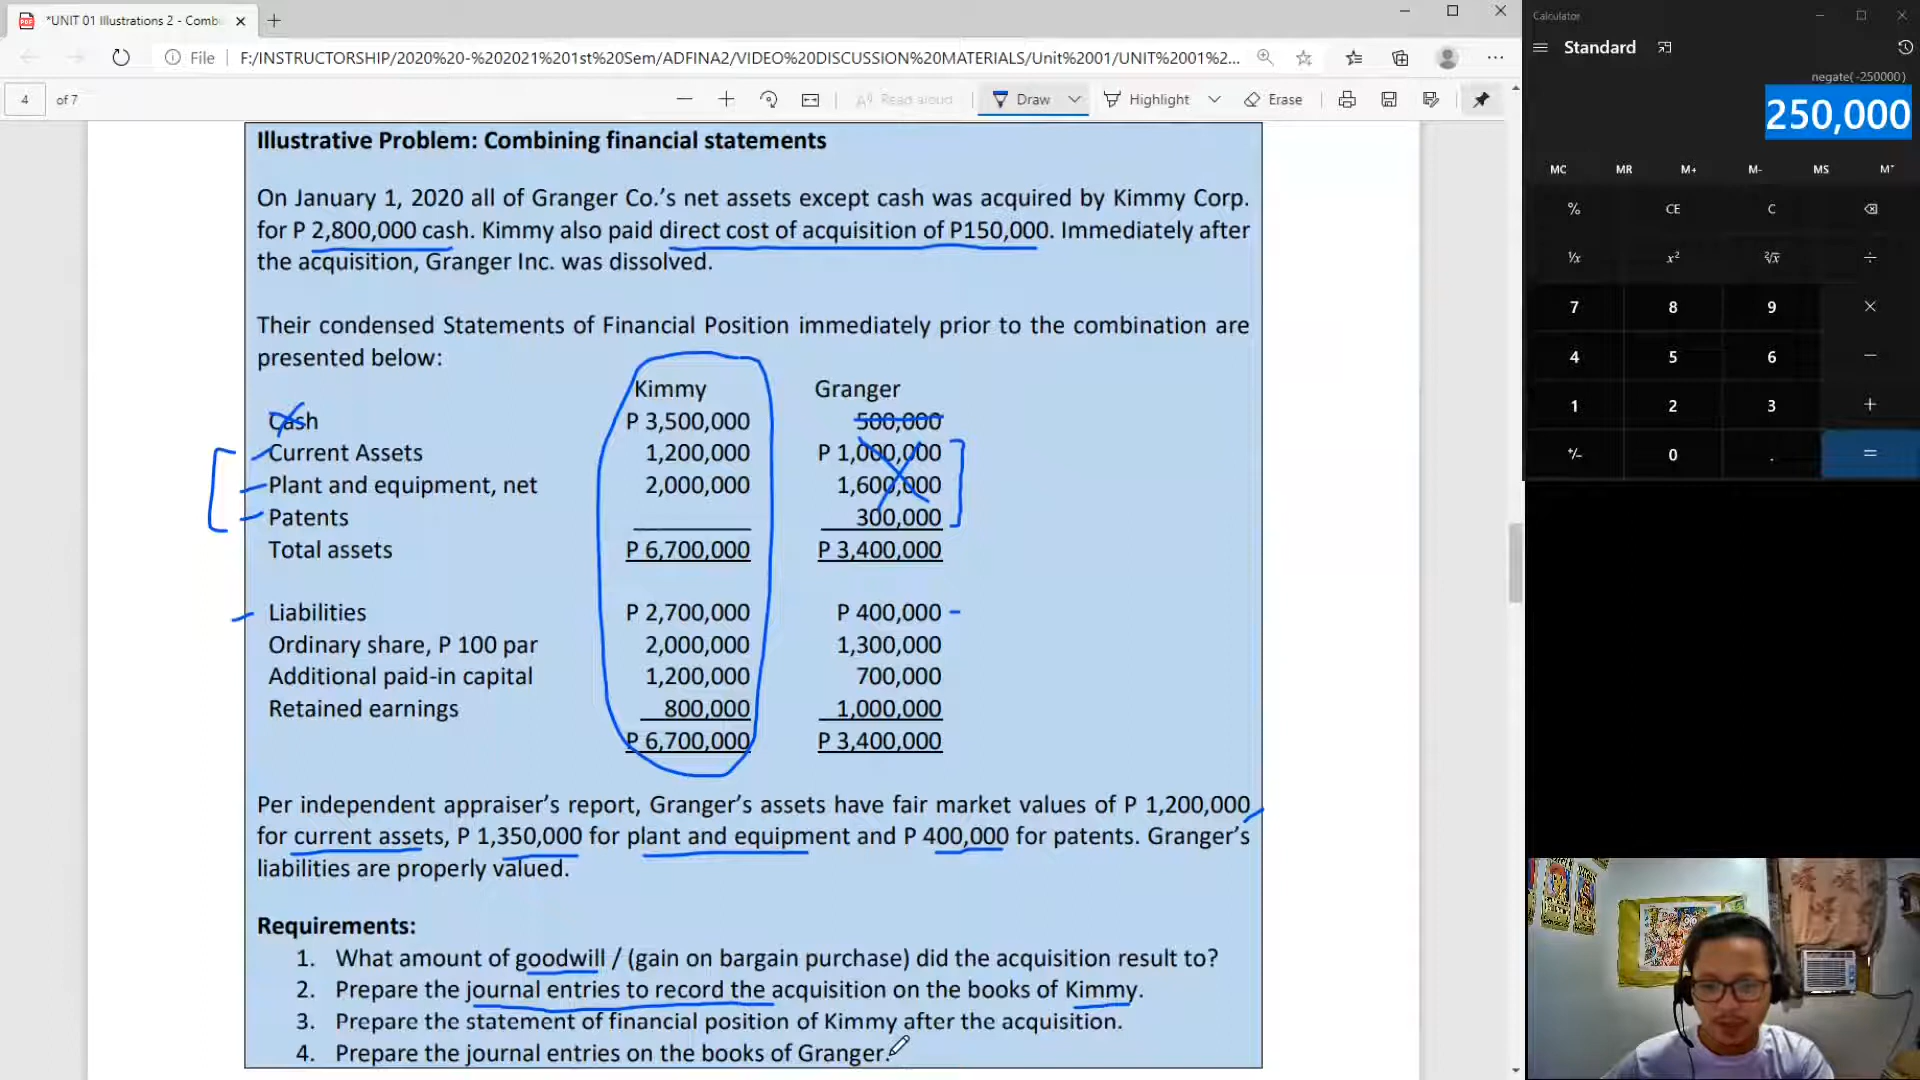 *UNIT 01 Illustrations 2 - Comb
File F:/INSTRUCTORSHIP/2020%20-%202021%201st%20Sem/ADFINA2/VIDEO%20DISCUSSION%20MATERIALS/Unit%2001/UNIT%2001%2...
4 of 7 Read aloud Draw Highlight Erase
Illustrative Problem: Combining financial statements
On January 1, 2020 all of Granger Co.'s net assets except cash was acquired by Kimmy Corp.
for P 2,800,000 cash. Kimmy also paid direct cost of acquisition of P150,000. Immediately after
the acquisition, Granger Inc. was dissolved.
Their condensed Statements of Financial Position immediately prior to the combination are
presented below:
Kimmy Granger
Cash P 3,500,000 500,000
Current Assets 1,200,000 P 1,000,000
Plant and equipment, net 2,000,000 1,600,000
Patents 300,000
Total assets P 6,700,000 P 3,400,000
Liabilities P 2,700,000 P 400,000
Ordinary share, P 100 par 2,000,000 1,300,000
Additional paid-in capital 1,200,000 700,000
Retained earnings 800,000 1,000,000
P 6,700,000 P 3,400,000
Per independent appraiser's report, Granger's assets have fair market values of P 1,200,000
for current assets, P 1,350,000 for plant and equipment and P 400,000 for patents. Granger's
liabilities are properly valued.
Requirements:
1. What amount of goodwill / (gain on bargain purchase) did the acquisition result to?
2. Prepare the journal entries to record the acquisition on the books of Kimmy.
3. Prepare the statement of financial position of Kimmy after the acquisition.
4. Prepare the journal entries on the books of Granger.
Calculator
Standard
negate( -250000 )
250,000
MC MR M+ M- MS M˅
% CE C
¹/x x² ²√x ÷
7 8 9 ×
4 5 6 −
1 2 3 +
+/− 0 . =